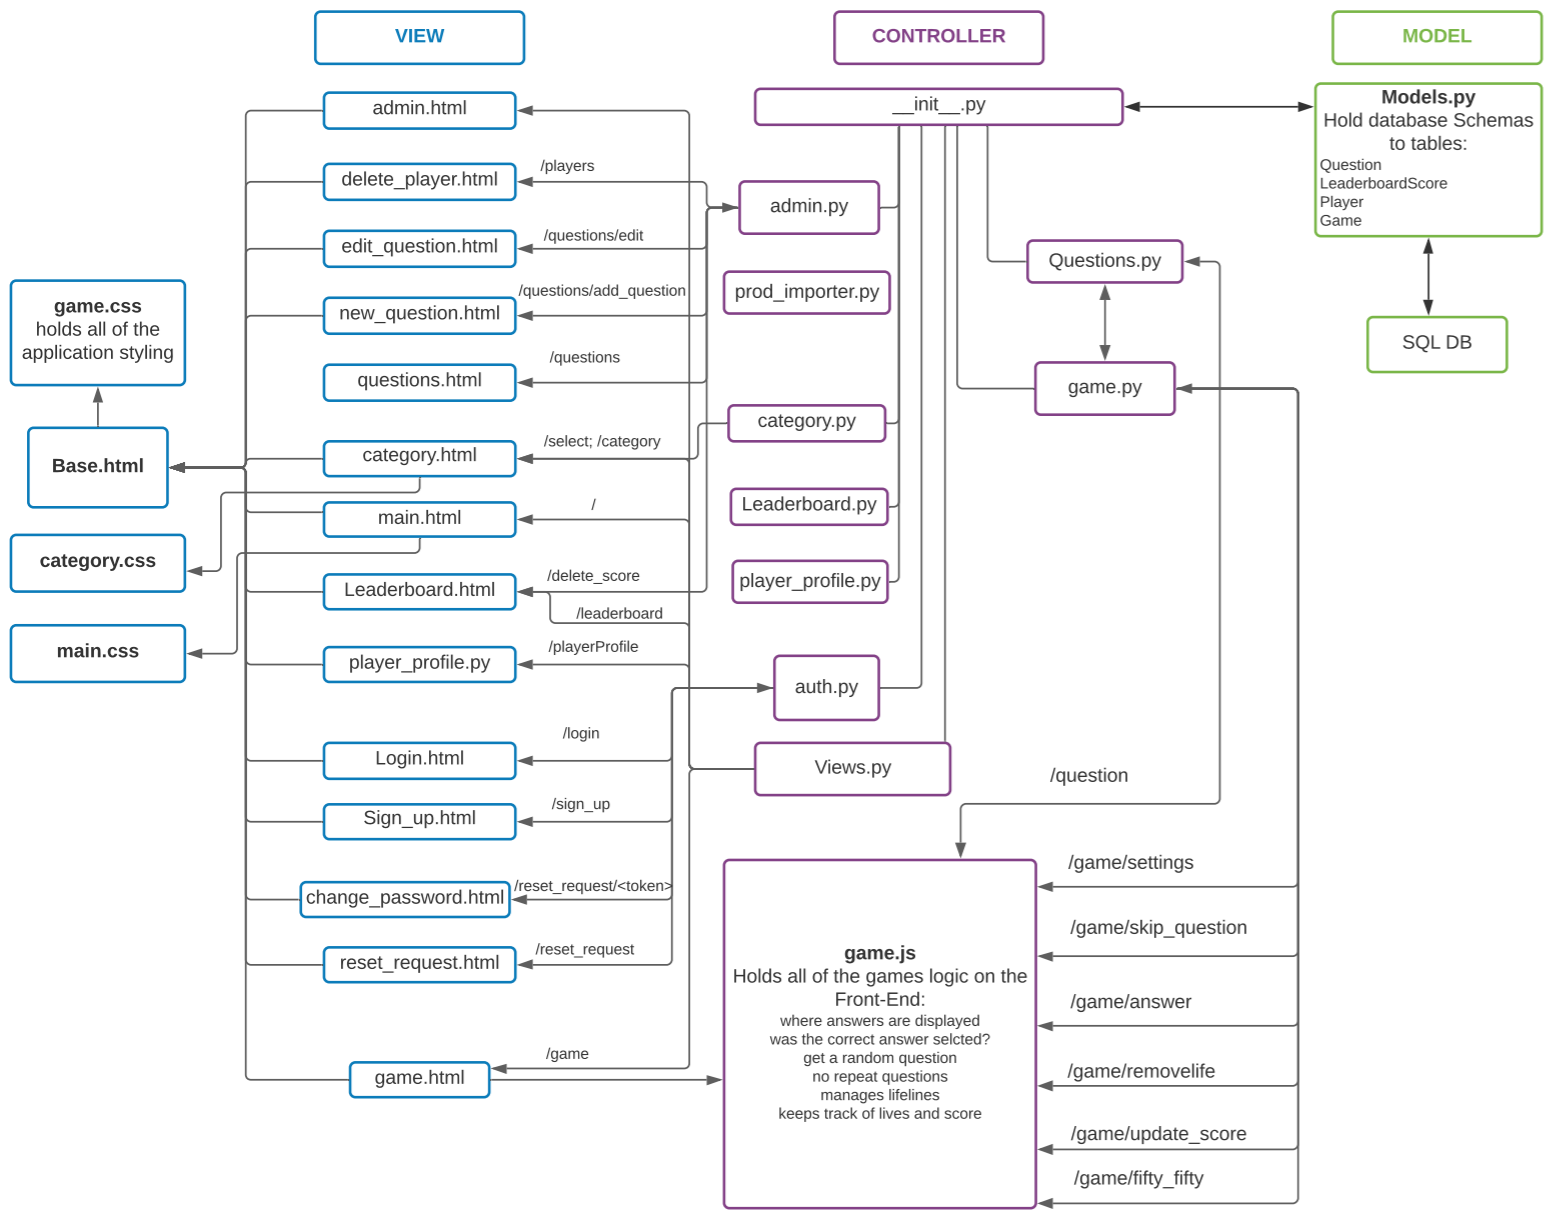 VIEW
CONTROLLER
MODEL
admin.html
delete_player.html
edit_question.html
new_question.html
questions.html
category.html
main.html
Leaderboard.html
player_profile.py
Login.html
Sign_up.html
change_password.html
reset_request.html
game.html
game.css
holds all of the
application styling
Base.html
category.css
main.css
/players
/questions/edit
/questions/add_question
/questions
/select; /category
/
/delete_score
/leaderboard
/playerProfile
/login
/sign_up
/reset_request/<token>
/reset_request
/game
__init__.py
admin.py
prod_importer.py
category.py
Leaderboard.py
player_profile.py
auth.py
Views.py
Questions.py
game.py
/question
game.js
Holds all of the games logic on the
Front-End:
where answers are displayed
was the correct answer selcted?
get a random question
no repeat questions
manages lifelines
keeps track of lives and score
/game/settings
/game/skip_question
/game/answer
/game/removelife
/game/update_score
/game/fifty_fifty
Models.py
Hold database Schemas
to tables:
Question
LeaderboardScore
Player
Game
SQL DB